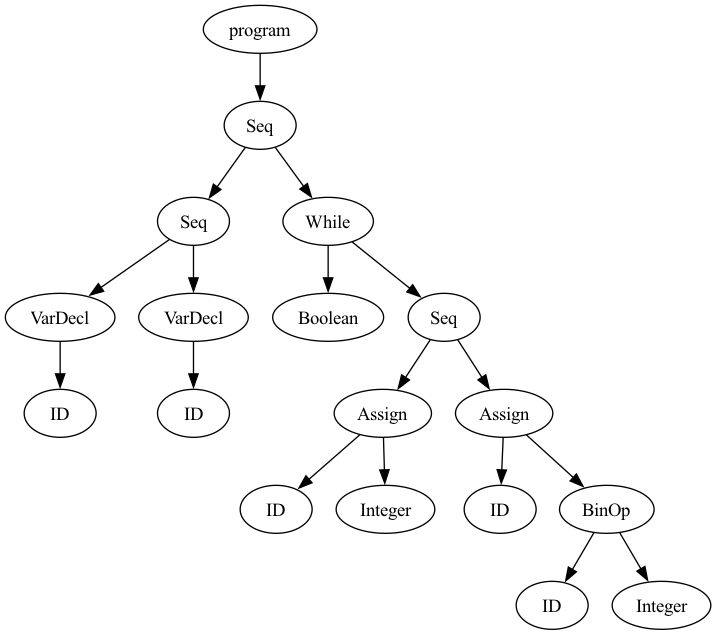 program
Seq
Seq
While
VarDecl
VarDecl
Boolean
Seq
ID
ID
Assign
Assign
ID
Integer
ID
BinOp
ID
Integer